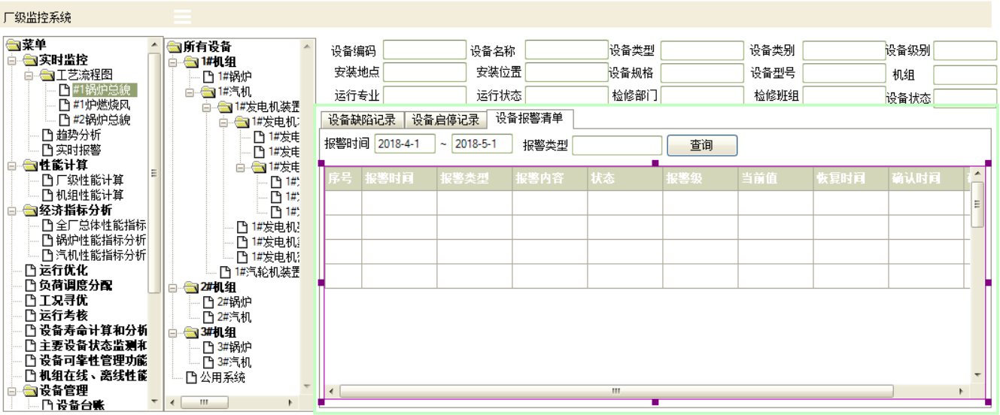 厂级监控系统
菜单
实时监控
工艺流程图
#1锅炉总貌
#1炉燃烧风
#2锅炉总貌
趋势分析
实时报警
性能计算
厂级性能计算
机组性能计算
经济指标分析
全厂总体性能指标
锅炉性能指标分析
汽机性能指标分析
运行优化
负荷调度分配
工况寻优
运行考核
设备寿命计算和分析
主要设备状态监测和
设备可靠性管理功能
机组在线、离线性能
设备管理
设备台账
所有设备
1#机组
1#锅炉
1#汽机
1#发电机装置
1#发电机
1#发电
1#发电
1#发电
1#
1#
1#
1#发电机
1#发电机
1#发电机
1#汽轮机装置
2#机组
2#锅炉
2#汽机
3#机组
3#锅炉
3#汽机
公用系统
设备编码 设备名称 设备类型 设备类别 设备级别
安装地点 安装位置 设备规格 设备型号 机组
运行专业 运行状态 检修部门 检修班组 设备状态
设备缺陷记录 设备启停记录 设备报警清单
报警时间 2018-4-1 ~ 2018-5-1 报警类型 查询
序号 报警时间 报警类型 报警内容 状态 报警级 当前值 恢复时间 确认时间